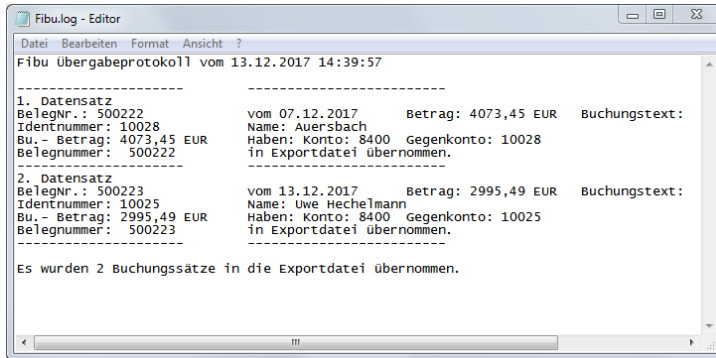 Fibu.log - Editor
Datei Bearbeiten Format Ansicht ?
Fibu Übergabeprotokoll vom 13.12.2017 14:39:57
--------------------- -------------------------
1. Datensatz
BelegNr.: 500222 vom 07.12.2017 Betrag: 4073,45 EUR Buchungstext:
Identnummer: 10028 Name: Auersbach
Bu.- Betrag: 4073,45 EUR Haben: Konto: 8400 Gegenkonto: 10028
Belegnummer: 500222 in Exportdatei übernommen.
--------------------- -------------------------
2. Datensatz
BelegNr.: 500223 vom 13.12.2017 Betrag: 2995,49 EUR Buchungstext:
Identnummer: 10025 Name: Uwe Hechelmann
Bu.- Betrag: 2995,49 EUR Haben: Konto: 8400 Gegenkonto: 10025
Belegnummer: 500223 in Exportdatei übernommen.
--------------------- -------------------------
Es wurden 2 Buchungssätze in die Exportdatei übernommen.